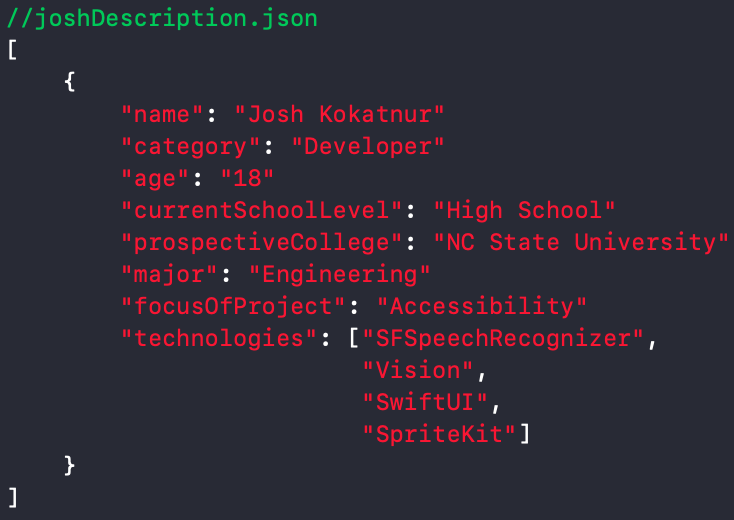 //joshDescription.json
[
    {
        "name": "Josh Kokatnur"
        "category": "Developer"
        "age": "18"
        "currentSchoolLevel": "High School"
        "prospectiveCollege": "NC State University"
        "major": "Engineering"
        "focusOfProject": "Accessibility"
        "technologies": ["SFSpeechRecognizer",
                         "Vision",
                         "SwiftUI",
                         "SpriteKit"]
    }
]